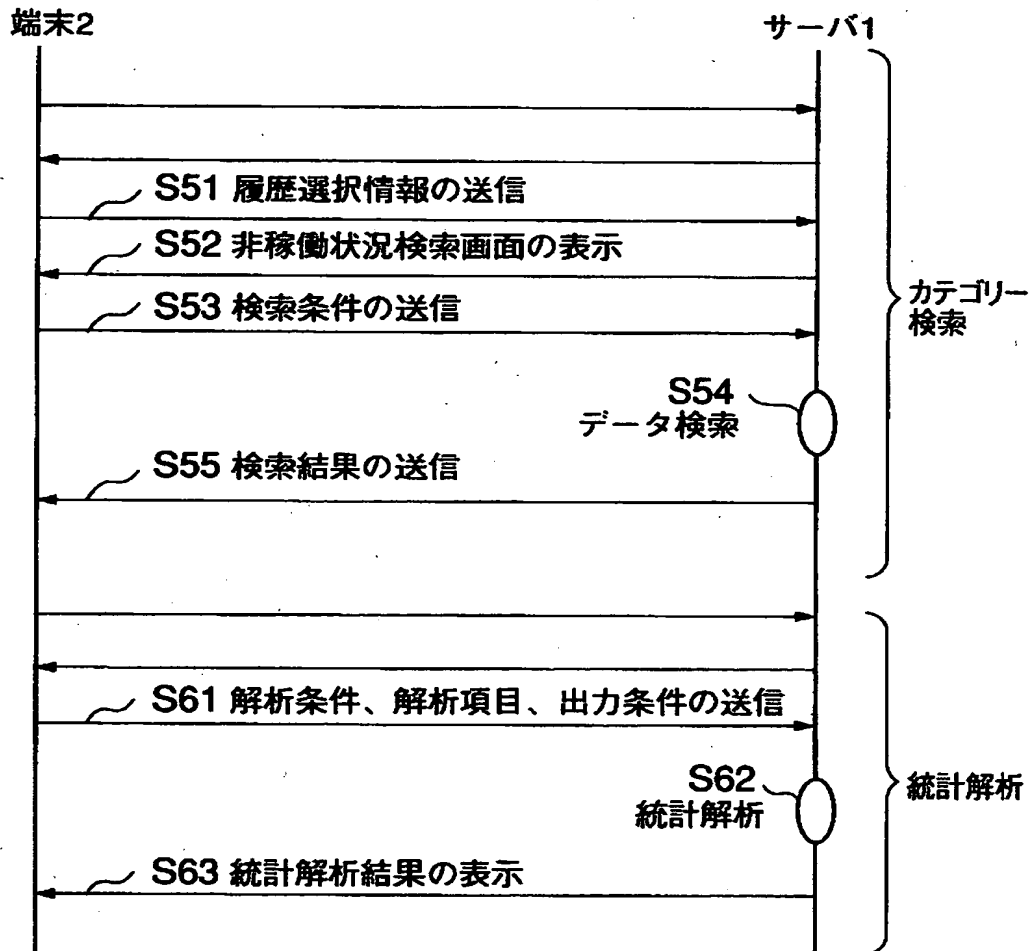 端末2
サーバ1
S51 履歴選択情報の送信
S52 非稼働状況検索画面の表示
S53 検索条件の送信
カテゴリー
検索
S54
データ検索
S55 検索結果の送信
S61 解析条件、解析項目、出力条件の送信
S62
統計解析
統計解析
S63 統計解析結果の表示